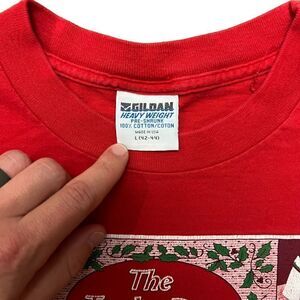 GILDAN
HEAVY WEIGHT
PRE-SHRUNK
100% COTTON/COTON
MADE IN USA
L (42-44)
The